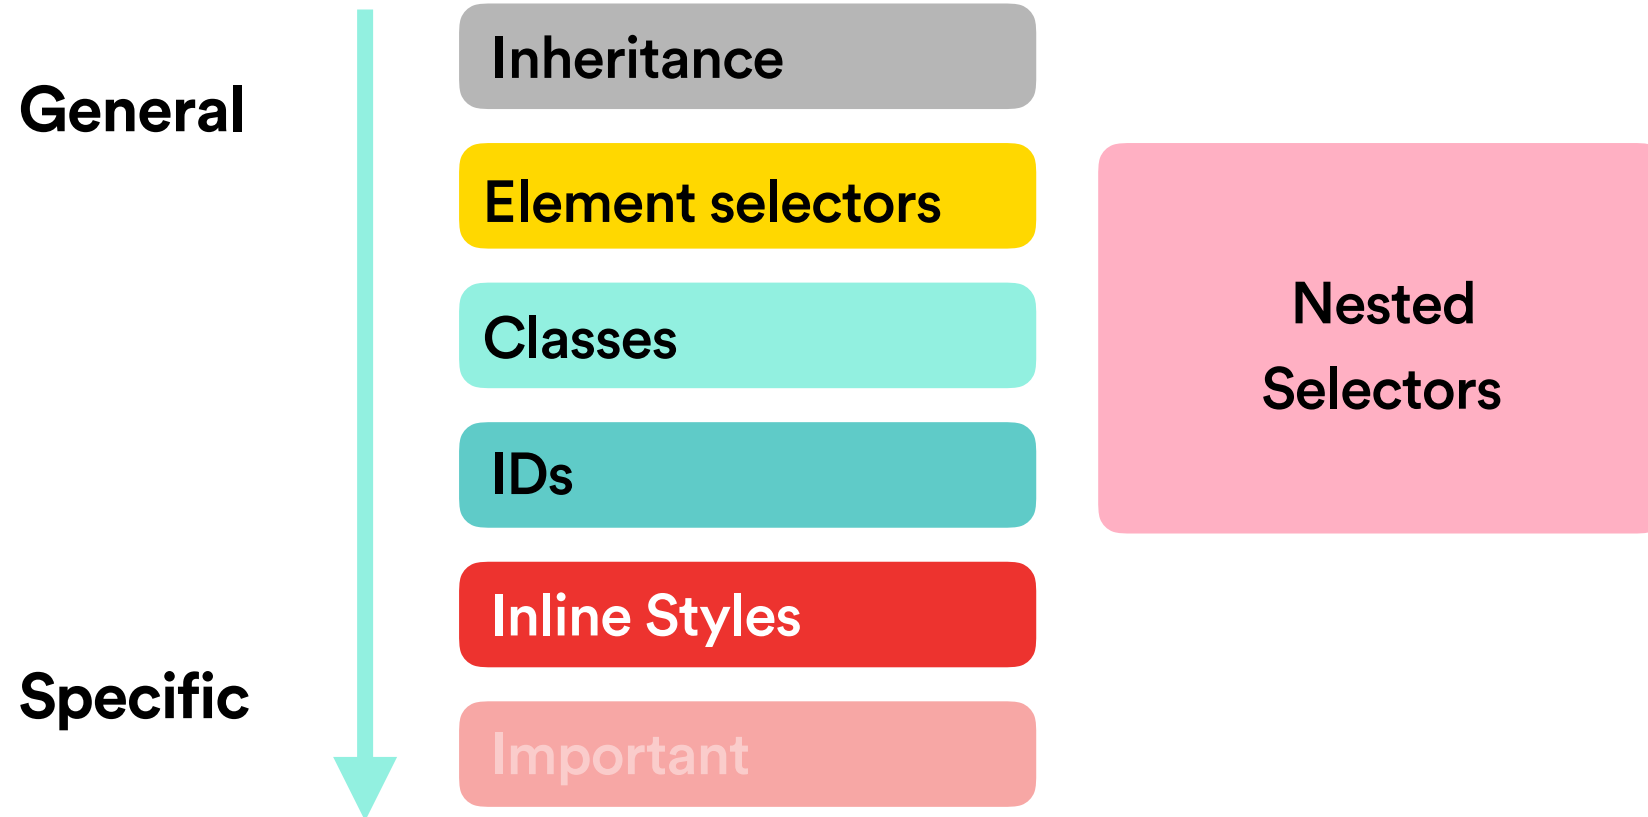 Inheritance
General
Element selectors
Nested
Classes
Selectors
IDs
Inline Styles
Specific
Important